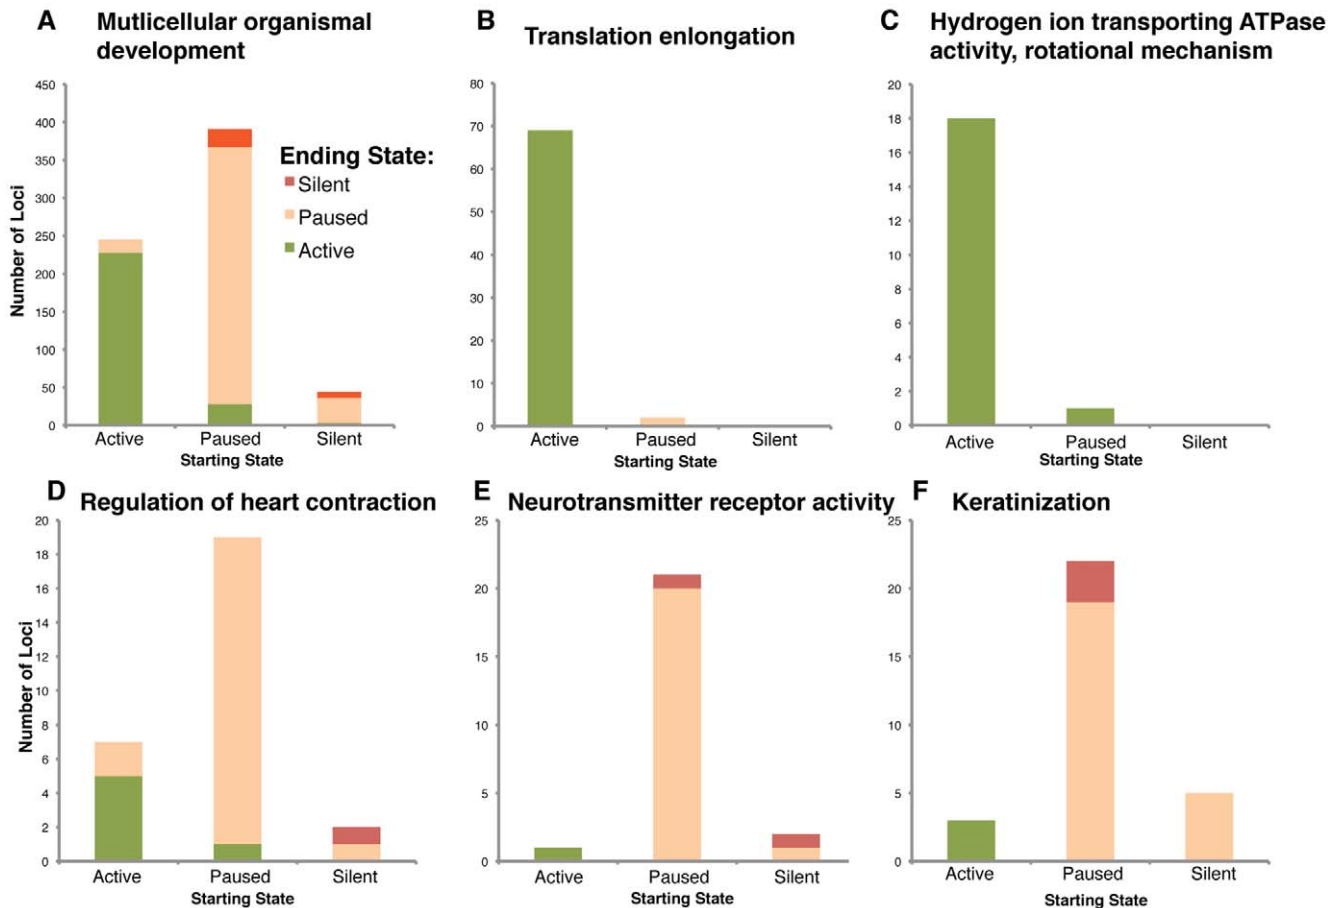 A Mutlicellular organismal
development
450
400
350
300
250
200
150
100
50
0
Number of Loci
Active Paused Silent
Starting State
Ending State:
Silent
Paused
Active
B Translation enlongation
80
70
60
50
40
30
20
10
0
Active Paused Silent
Starting State
C Hydrogen ion transporting ATPase
activity, rotational mechanism
20
18
16
14
12
10
8
6
4
2
0
Active Paused Silent
Starting State
D Regulation of heart contraction
20
18
16
14
12
10
8
6
4
2
0
Number of Loci
Active Paused Silent
Starting State
E Neurotransmitter receptor activity
25
20
15
10
5
0
Active Paused Silent
Starting State
F Keratinization
25
20
15
10
5
0
Active Paused Silent
Starting State